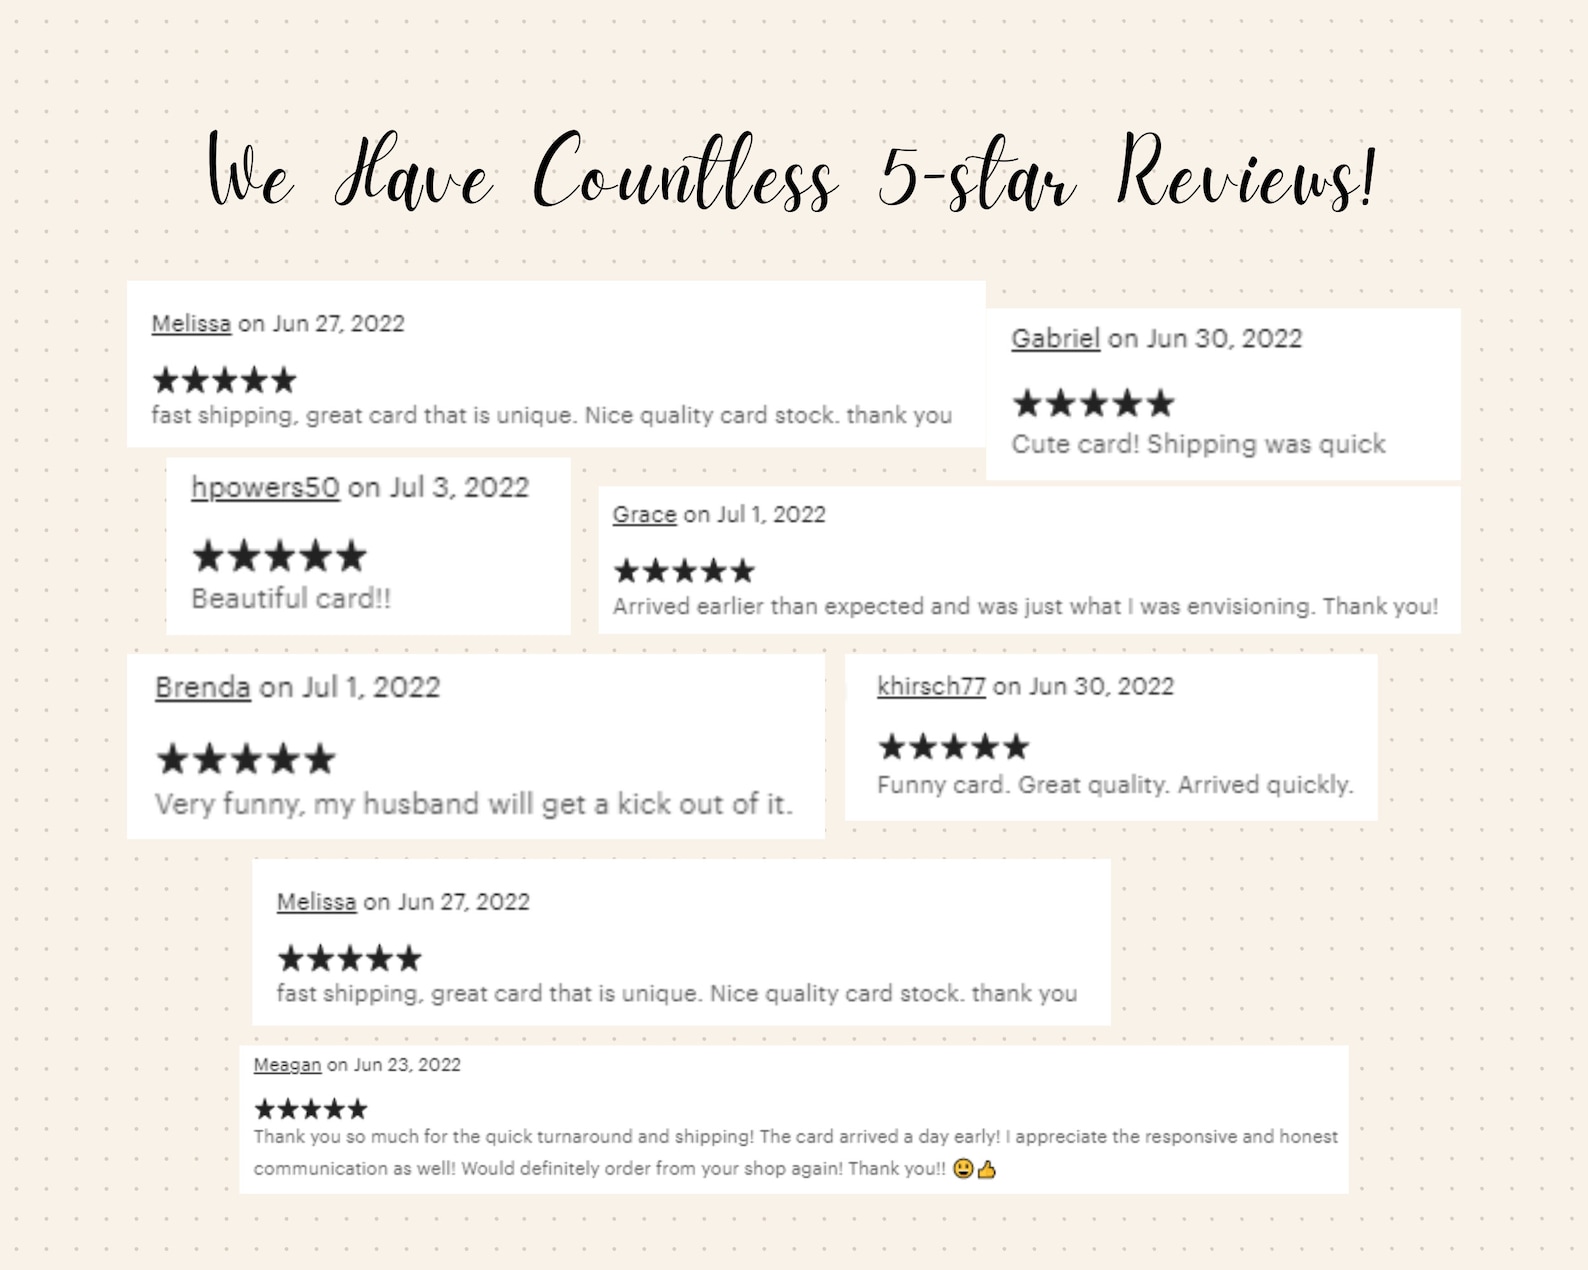 We Have Countless 5-star Reviews!
Melissa on Jun 27, 2022
★★★★★
fast shipping, great card that is unique. Nice quality card stock. thank you
Gabriel on Jun 30, 2022
★★★★★
Cute card! Shipping was quick
hpowers50 on Jul 3, 2022
★★★★★
Beautiful card!!
Grace on Jul 1, 2022
★★★★★
Arrived earlier than expected and was just what I was envisioning. Thank you!
Brenda on Jul 1, 2022
★★★★★
Very funny, my husband will get a kick out of it.
khirsch77 on Jun 30, 2022
★★★★★
Funny card. Great quality. Arrived quickly.
Melissa on Jun 27, 2022
★★★★★
fast shipping, great card that is unique. Nice quality card stock. thank you
Meagan on Jun 23, 2022
★★★★★
Thank you so much for the quick turnaround and shipping! The card arrived a day early! I appreciate the responsive and honest
communication as well! Would definitely order from your shop again! Thank you!! 😃👍